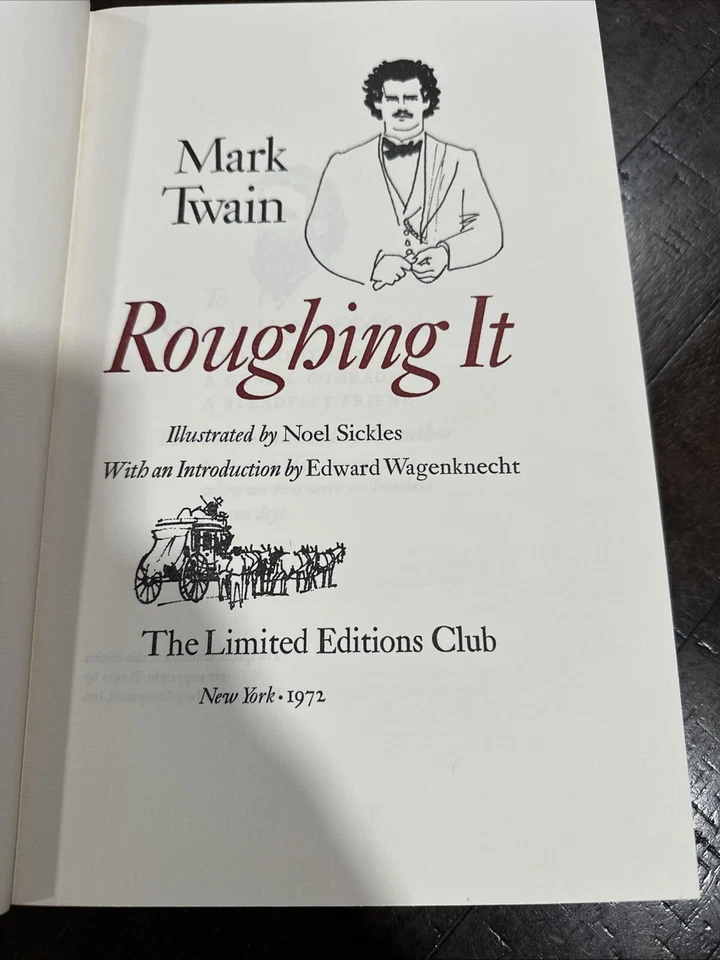 Mark
Twain
Roughing It
Illustrated by Noel Sickles
With an Introduction by Edward Wagenknecht
The Limited Editions Club
New York · 1972